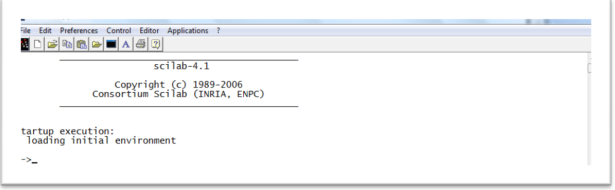 File Edit Preferences Control Editor Applications ?
A ?
scilab-4.1
Copyright (c) 1989-2006
Consortium Scilab (INRIA, ENPC)
tartup execution:
loading initial environment
->_